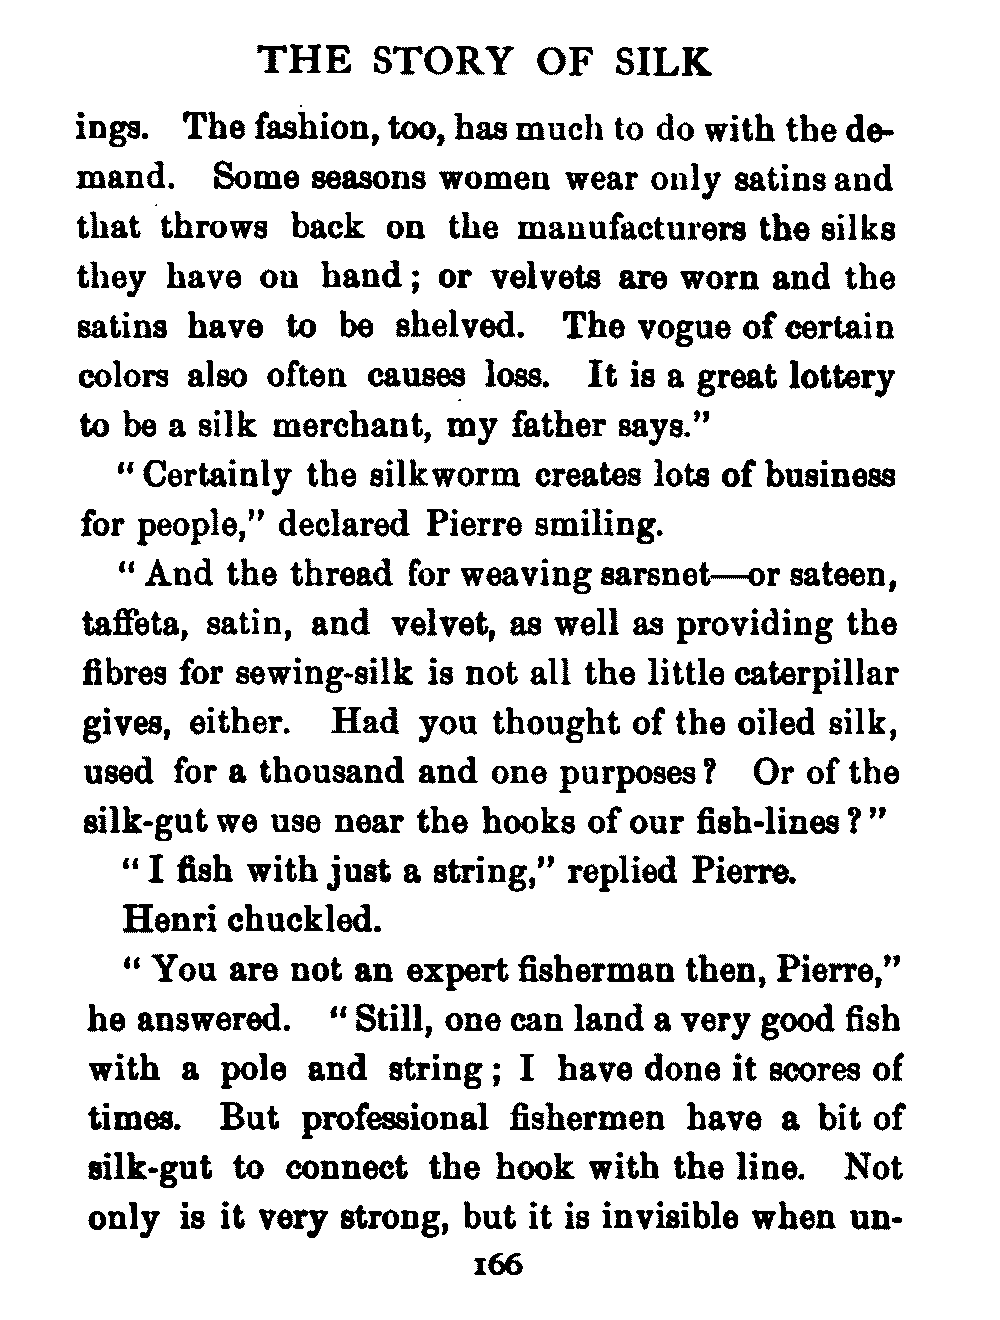 THE STORY OF SILK
ings. The fashion, too, has much to do with the de-
mand. Some seasons women wear only satins and
that throws back on the manufacturers the silks
they have on hand; or velvets are worn and the
satins have to be shelved. The vogue of certain
colors also often causes loss. It is a great lottery
to be a silk merchant, my father says."
"Certainly the silkworm creates lots of business
for people," declared Pierre smiling.
"And the thread for weaving sarsnet—or sateen,
taffeta, satin, and velvet, as well as providing the
fibres for sewing-silk is not all the little caterpillar
gives, either. Had you thought of the oiled silk,
used for a thousand and one purposes? Or of the
silk-gut we use near the hooks of our fish-lines?"
"I fish with just a string," replied Pierre.
Henri chuckled.
"You are not an expert fisherman then, Pierre,"
he answered. "Still, one can land a very good fish
with a pole and string; I have done it scores of
times. But professional fishermen have a bit of
silk-gut to connect the hook with the line. Not
only is it very strong, but it is invisible when un-
166